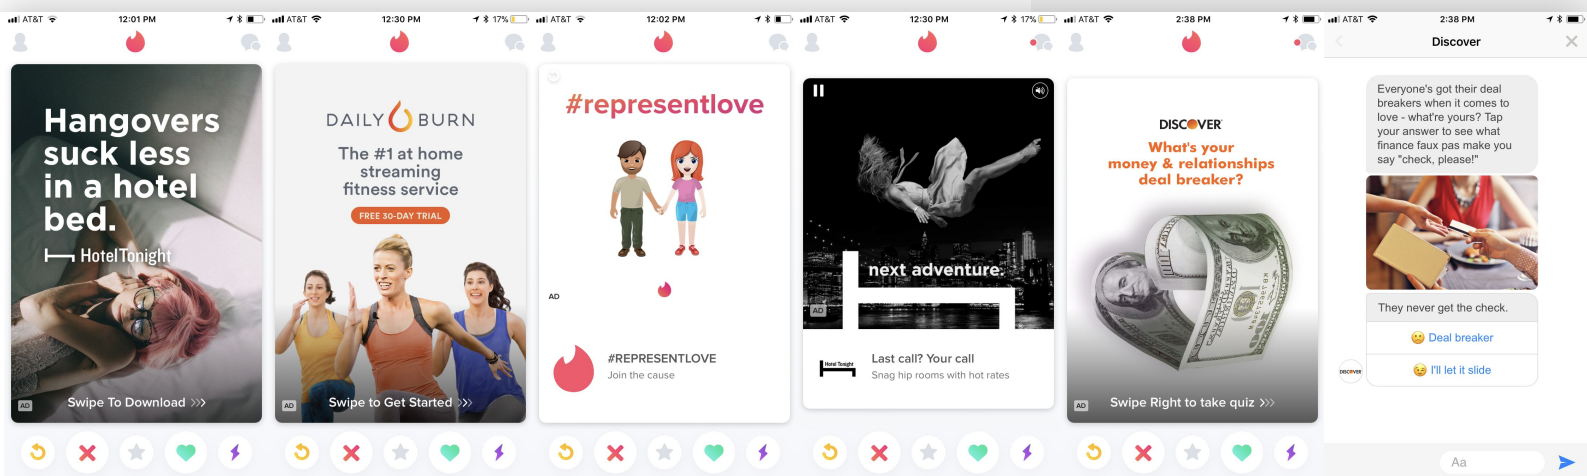 AT&T
12:01 PM
Hangovers
suck less
in a hotel
bed.
HotelTonight
AD
Swipe To Download >>>
AT&T
12:30 PM
17%
DAILY BURN
The #1 at home
streaming
fitness service
FREE 30-DAY TRIAL
AD
Swipe to Get Started >>>
AT&T
12:02 PM
#representlove
AD
#REPRESENTLOVE
Join the cause
AT&T
12:30 PM
17%
next adventure.
AD
Hotel Tonight
Last call? Your call
Snag hip rooms with hot rates
AT&T
2:38 PM
DISCOVER
What's your
money & relationships
deal breaker?
AD
Swipe Right to take quiz >>>
AT&T
2:38 PM
Discover
Everyone's got their deal
breakers when it comes to
love - what're yours? Tap
your answer to see what
finance faux pas make you
say "check, please!"
They never get the check.
Deal breaker
DISCOVER
I'll let it slide
Aa